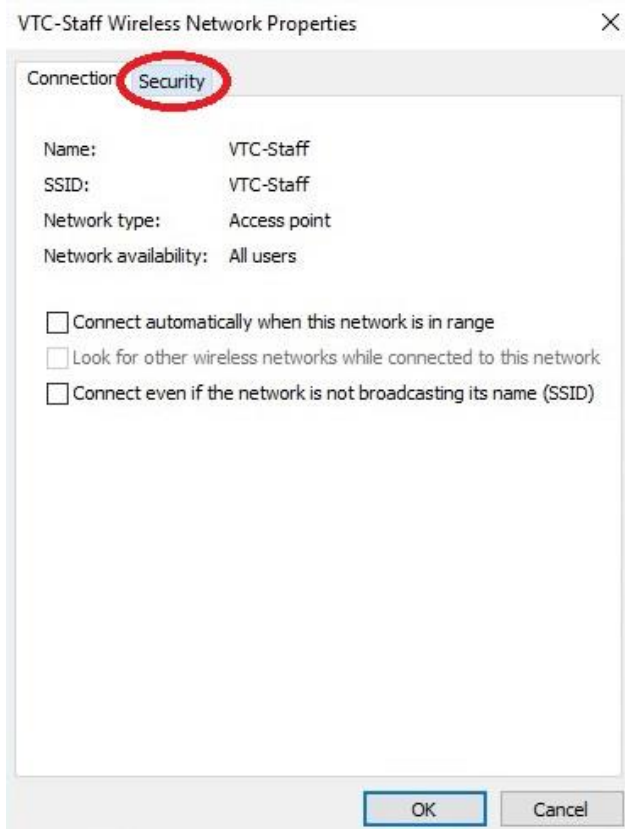 VTC-Staff Wireless Network Properties
Connection Security
Name: VTC-Staff
SSID: VTC-Staff
Network type: Access point
Network availability: All users
Connect automatically when this network is in range
Look for other wireless networks while connected to this network
Connect even if the network is not broadcasting its name (SSID)
OK Cancel